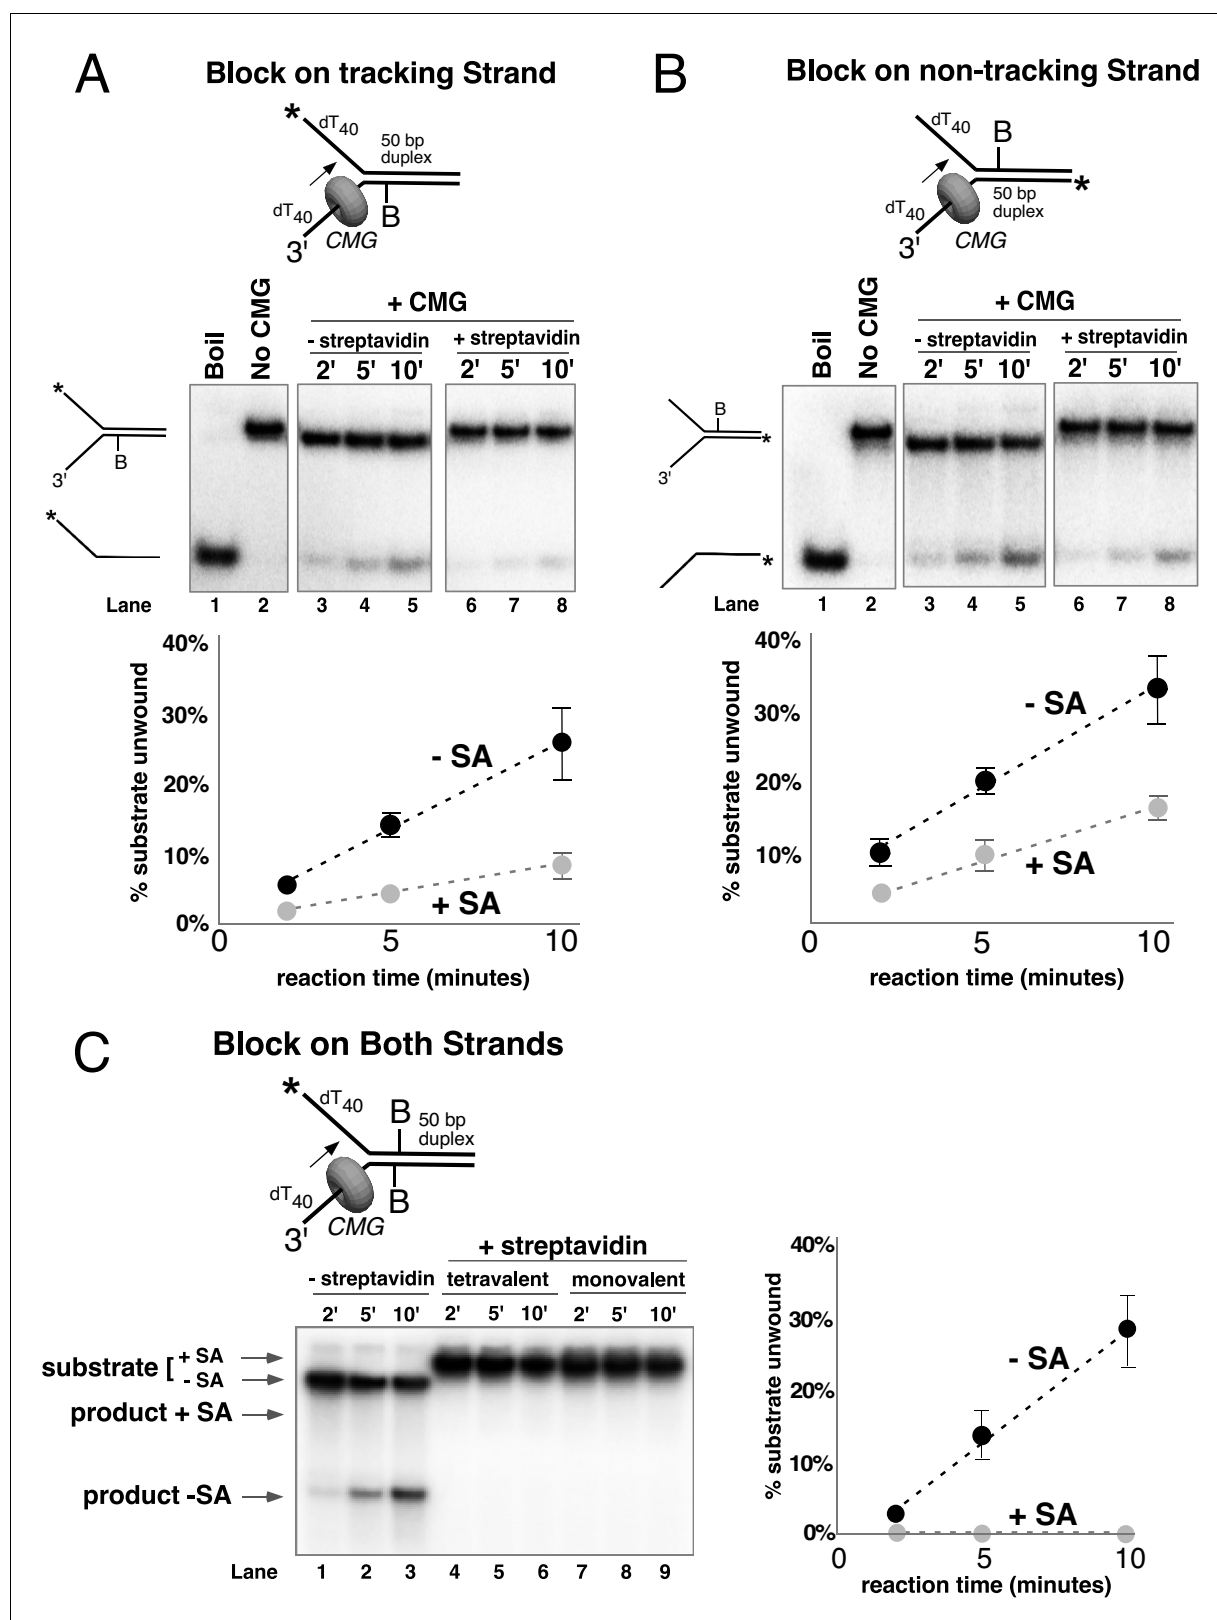 A
Block on tracking Strand
*
dT40
50 bp
duplex
dT40
B
3'
CMG
Boil
No CMG
+ CMG
- streptavidin
+ streptavidin
2' 5' 10' 2' 5' 10'
*
B
3'
*
Lane 1 2 3 4 5 6 7 8
% substrate unwound
40%
30%
20%
10%
0%
- SA
+ SA
0 5 10
reaction time (minutes)
B
Block on non-tracking Strand
dT40
B
*
dT40
50 bp
duplex
3'
CMG
Boil
No CMG
+ CMG
- streptavidin
+ streptavidin
2' 5' 10' 2' 5' 10'
B
*
3'
*
Lane 1 2 3 4 5 6 7 8
% substrate unwound
40%
30%
20%
10%
- SA
+ SA
0 5 10
reaction time (minutes)
C
Block on Both Strands
*
dT40
B
50 bp
duplex
dT40
B
3'
CMG
+ streptavidin
- streptavidin tetravalent monovalent
2' 5' 10' 2' 5' 10' 2' 5' 10'
substrate [
+ SA
- SA
product + SA
product -SA
Lane 1 2 3 4 5 6 7 8 9
% substrate unwound
40%
30%
20%
10%
0%
- SA
+ SA
0 5 10
reaction time (minutes)